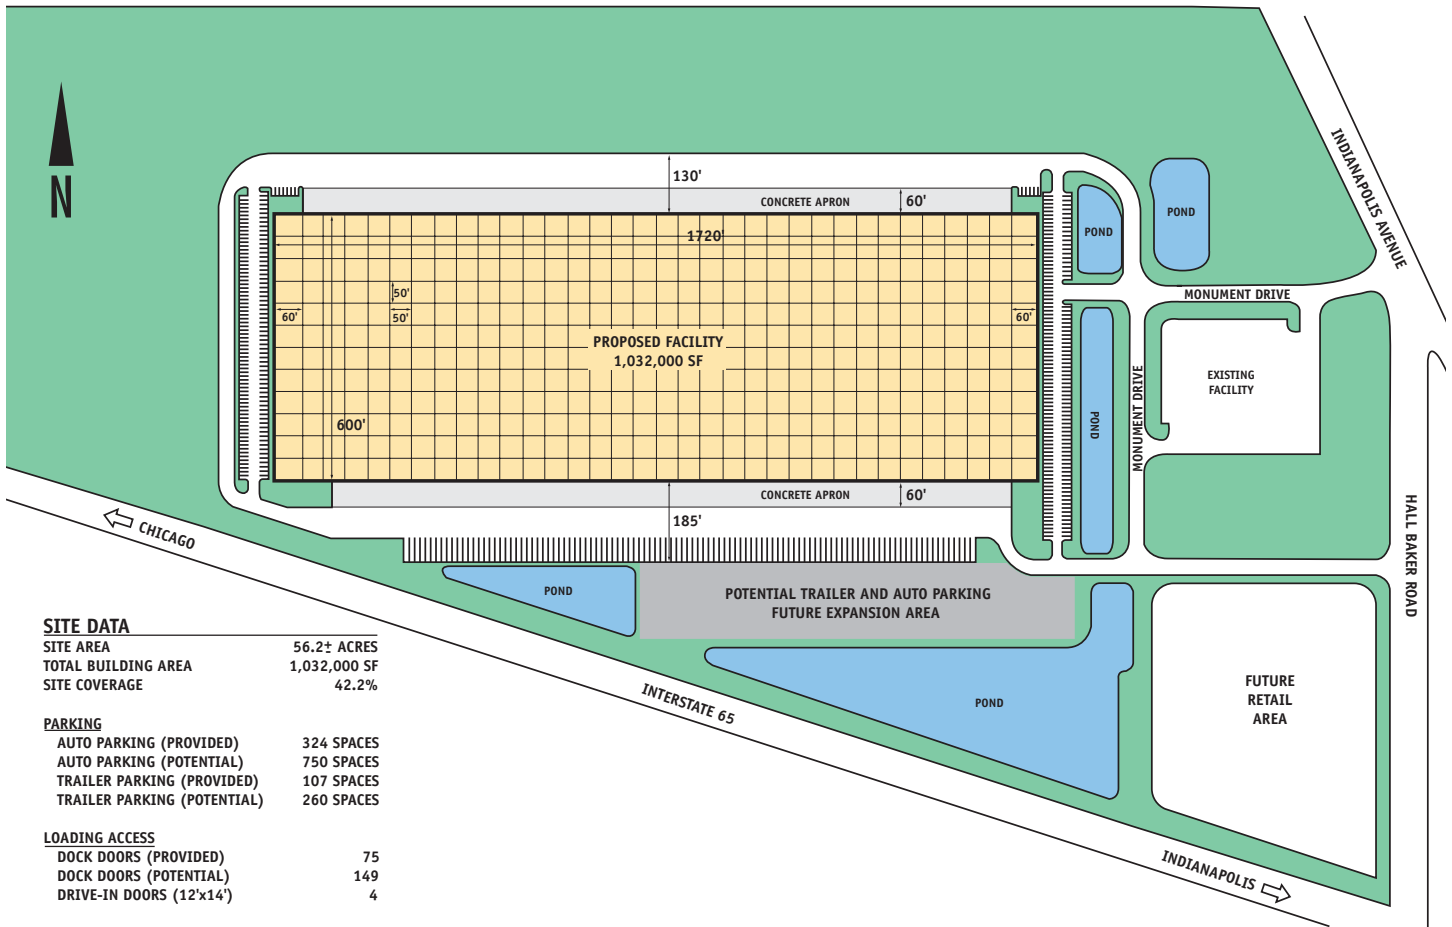 N
130'
CONCRETE APRON
60'
1720'
50'
50'
60'
60'
PROPOSED FACILITY
1,032,000 SF
600'
CONCRETE APRON
60'
185'
POND
POND
POND
INDIANAPOLIS AVENUE
MONUMENT DRIVE
MONUMENT DRIVE
EXISTING
FACILITY
HALL BAKER ROAD
CHICAGO
POND
POTENTIAL TRAILER AND AUTO PARKING
FUTURE EXPANSION AREA
INTERSTATE 65
POND
FUTURE
RETAIL
AREA
INDIANAPOLIS
SITE DATA
SITE AREA 56.2± ACRES
TOTAL BUILDING AREA 1,032,000 SF
SITE COVERAGE 42.2%
PARKING
AUTO PARKING (PROVIDED) 324 SPACES
AUTO PARKING (POTENTIAL) 750 SPACES
TRAILER PARKING (PROVIDED) 107 SPACES
TRAILER PARKING (POTENTIAL) 260 SPACES
LOADING ACCESS
DOCK DOORS (PROVIDED) 75
DOCK DOORS (POTENTIAL) 149
DRIVE-IN DOORS (12'x14') 4